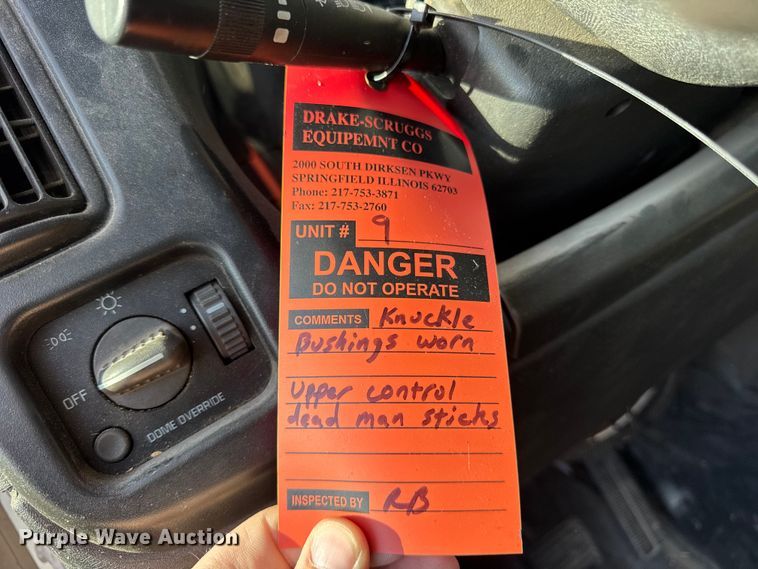 DRAKE-SCRUGGS
EQUIPEMNT CO
2000 SOUTH DIRKSEN PKWY
SPRINGFIELD ILLINOIS 62703
Phone: 217-753-3871
Fax: 217-753-2760
UNIT # 9
DANGER
DO NOT OPERATE
COMMENTS Knuckle
Bushings worn
Upper control
dead man sticks
INSPECTED BY RB
OFF
DOME OVERRIDE
Purple Wave Auction